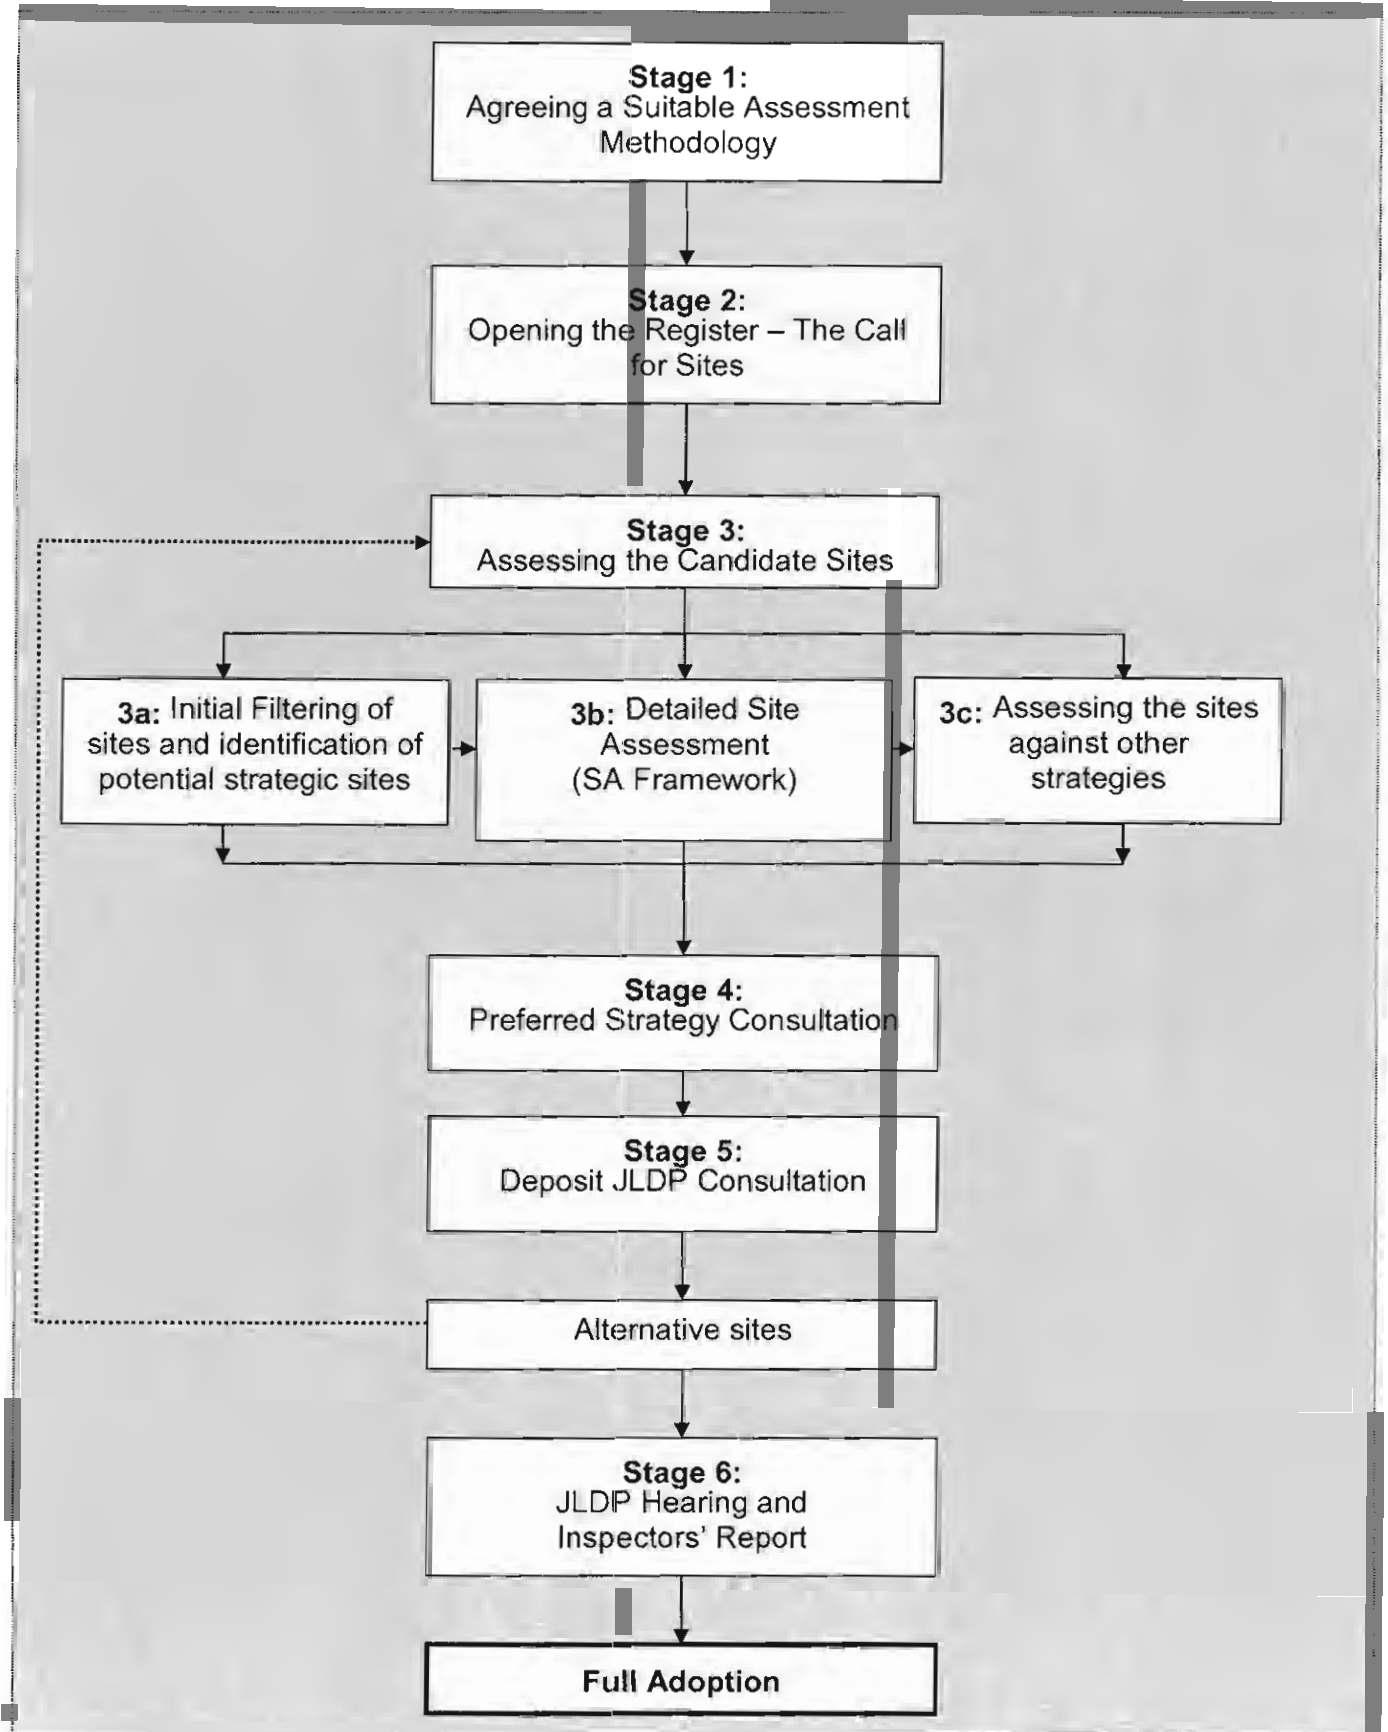 Stage 1:
Agreeing a Suitable Assessment
Methodology
Stage 2:
Opening the Register – The Call
for Sites
Stage 3:
Assessing the Candidate Sites
3a: Initial Filtering of
sites and identification of
potential strategic sites
3b: Detailed Site
Assessment
(SA Framework)
3c: Assessing the sites
against other
strategies
Stage 4:
Preferred Strategy Consultation
Stage 5:
Deposit JLDP Consultation
Alternative sites
Stage 6:
JLDP Hearing and
Inspectors' Report
Full Adoption